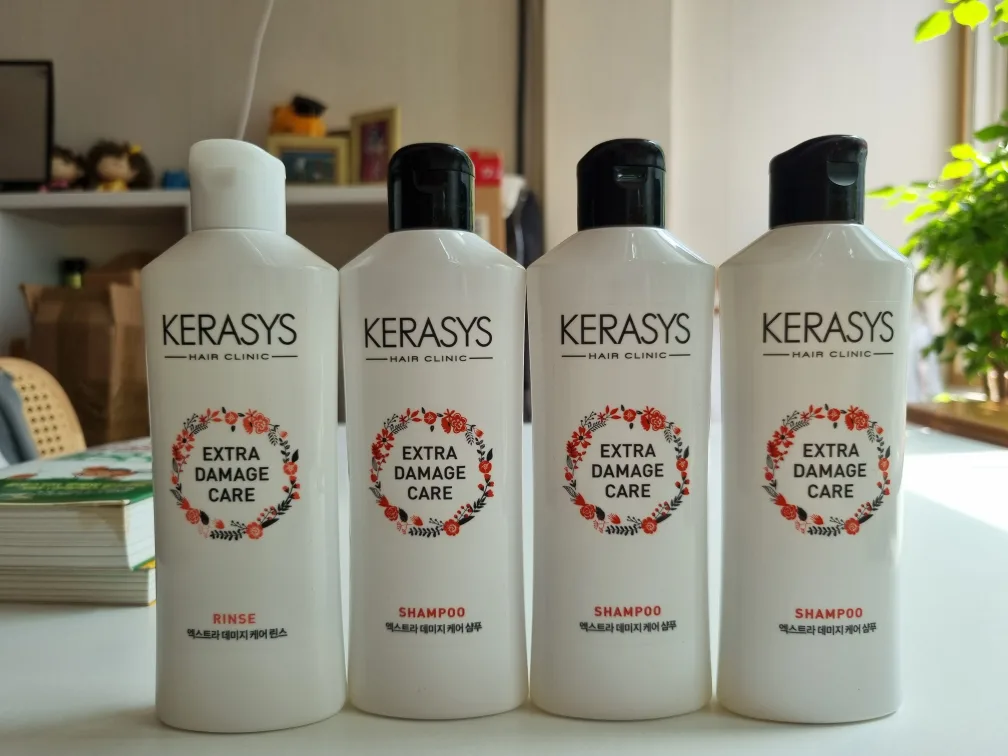 KERASYS
HAIR CLINIC
EXTRA
DAMAGE
CARE
RINSE
엑스트라 데미지 케어 린스
KERASYS
HAIR CLINIC
EXTRA
DAMAGE
CARE
SHAMPOO
엑스트라 데미지 케어 샴푸
KERASYS
HAIR CLINIC
EXTRA
DAMAGE
CARE
SHAMPOO
엑스트라 데미지 케어 샴푸
KERASYS
HAIR CLINIC
EXTRA
DAMAGE
CARE
SHAMPOO
엑스트라 데미지 케어 샴푸